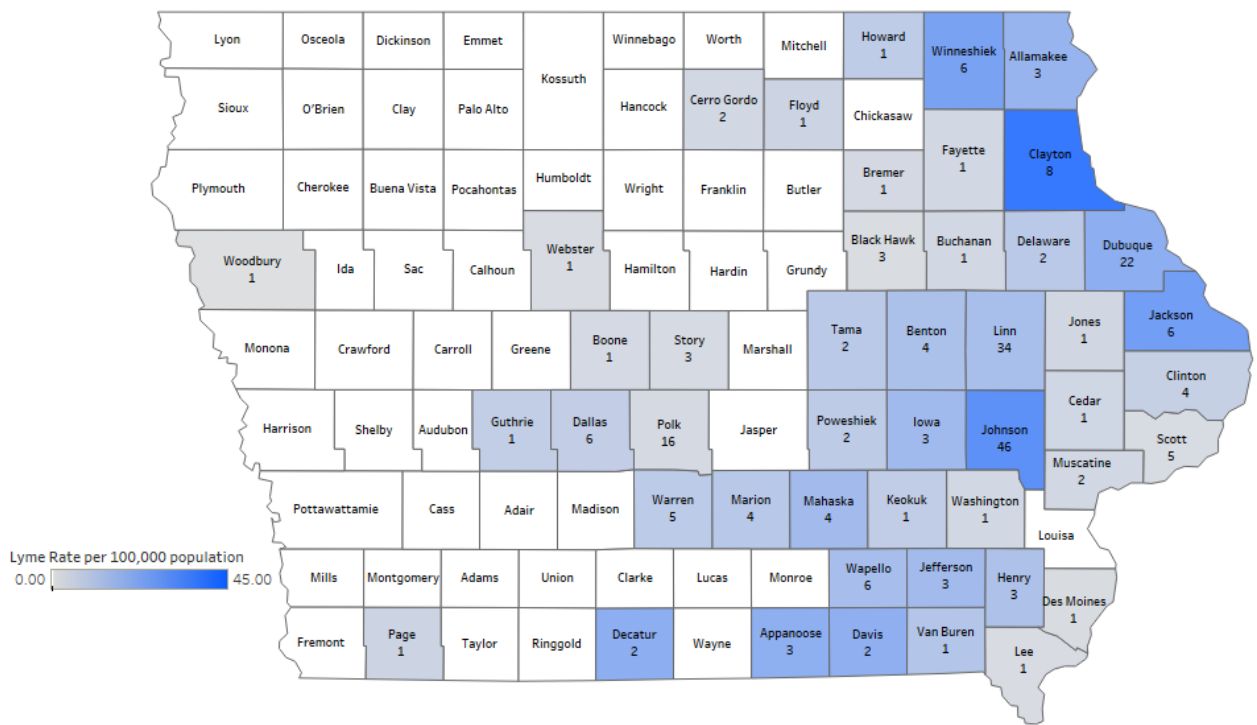 Lyon
Osceola
Dickinson
Emmet
Kossuth
Winnebago
Worth
Mitchell
Howard
1
Winneshiek
6
Allamakee
3
Sioux
O'Brien
Clay
Palo Alto
Hancock
Cerro Gordo
2
Floyd
1
Chickasaw
Fayette
1
Clayton
8
Plymouth
Cherokee
Buena Vista
Pocahontas
Humboldt
Wright
Franklin
Butler
Bremer
1
Woodbury
1
Ida
Sac
Calhoun
Webster
1
Hamilton
Hardin
Grundy
Black Hawk
3
Buchanan
1
Delaware
2
Dubuque
22
Monona
Crawford
Carroll
Greene
Boone
1
Story
3
Marshall
Tama
2
Benton
4
Linn
34
Jones
1
Jackson
6
Clinton
4
Harrison
Shelby
Audubon
Guthrie
1
Dallas
6
Polk
16
Jasper
Poweshiek
2
Iowa
3
Johnson
46
Cedar
1
Scott
5
Muscatine
2
Pottawattamie
Cass
Adair
Madison
Warren
5
Marion
4
Mahaska
4
Keokuk
1
Washington
1
Louisa
Lyme Rate per 100,000 population
0.00 45.00
Mills
Montgomery
Adams
Union
Clarke
Lucas
Monroe
Wapello
6
Jefferson
3
Henry
3
Des Moines
1
Fremont
Page
1
Taylor
Ringgold
Decatur
2
Wayne
Appanoose
3
Davis
2
Van Buren
1
Lee
1